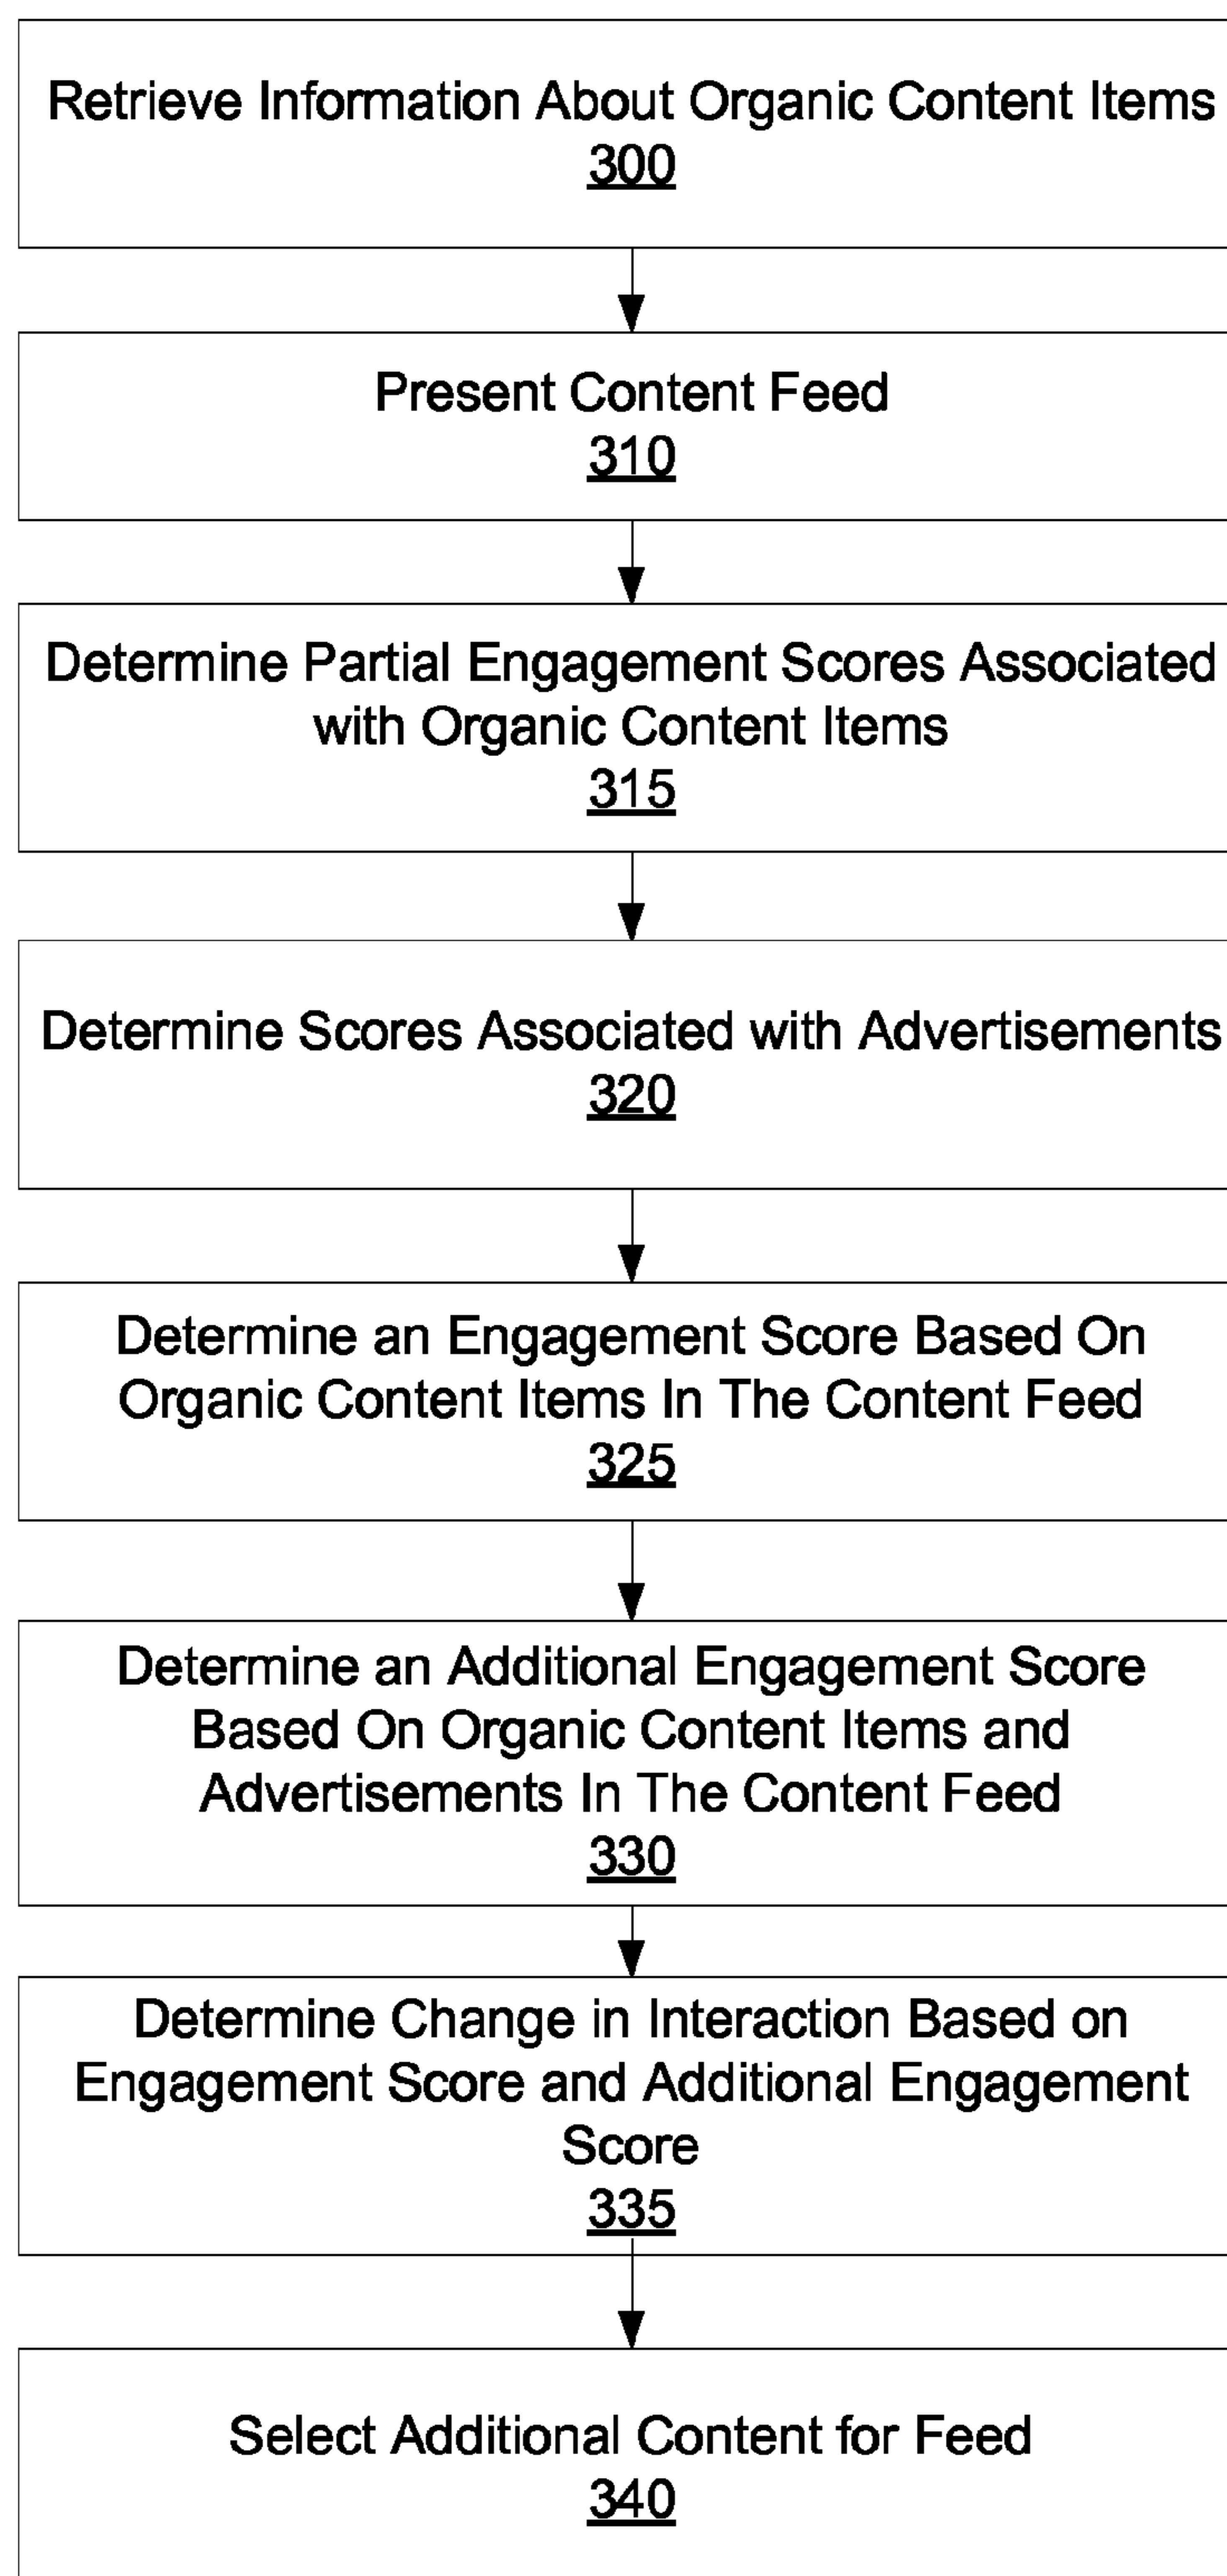 Retrieve Information About Organic Content Items
300
Present Content Feed
310
Determine Partial Engagement Scores Associated
with Organic Content Items
315
Determine Scores Associated with Advertisements
320
Determine an Engagement Score Based On
Organic Content Items In The Content Feed
325
Determine an Additional Engagement Score
Based On Organic Content Items and
Advertisements In The Content Feed
330
Determine Change in Interaction Based on
Engagement Score and Additional Engagement
Score
335
Select Additional Content for Feed
340